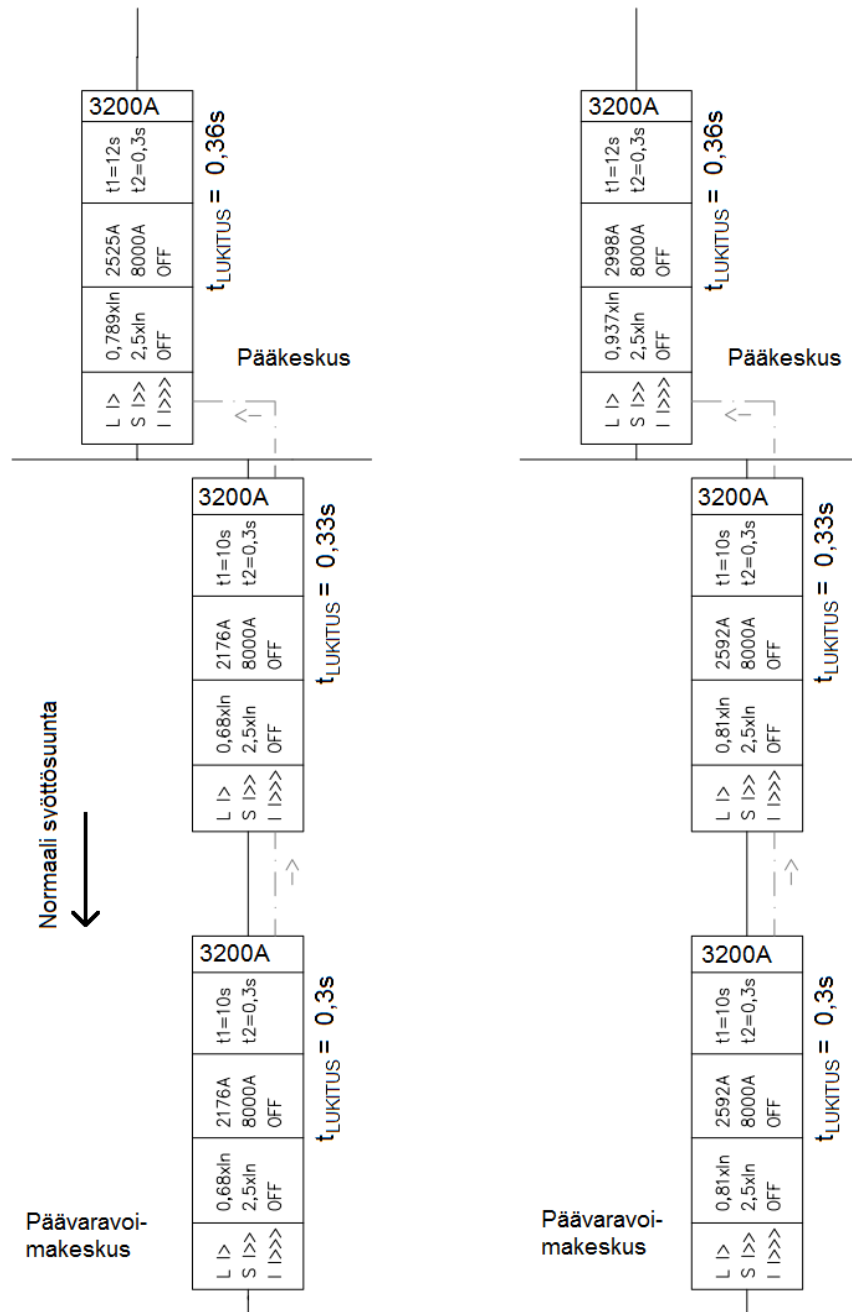 3200A
t1=12s
t2=0,3s
2525A
8000A
OFF
0,789xIn
2,5xIn
OFF
L I>
S I>>
I I>>>
tLUKITUS = 0,36s
Pääkeskus
->
3200A
t1=12s
t2=0,3s
2998A
8000A
OFF
0,937xIn
2,5xIn
OFF
L I>
S I>>
I I>>>
tLUKITUS = 0,36s
Pääkeskus
->
3200A
t1=10s
t2=0,3s
2176A
8000A
OFF
0,68xIn
2,5xIn
OFF
L I>
S I>>
I I>>>
tLUKITUS = 0,33s
->
3200A
t1=10s
t2=0,3s
2592A
8000A
OFF
0,81xIn
2,5xIn
OFF
L I>
S I>>
I I>>>
tLUKITUS = 0,33s
->
Normaali syöttösuunta
3200A
t1=10s
t2=0,3s
2176A
8000A
OFF
0,68xIn
2,5xIn
OFF
L I>
S I>>
I I>>>
tLUKITUS = 0,3s
Päävaravoi-
makeskus
3200A
t1=10s
t2=0,3s
2592A
8000A
OFF
0,81xIn
2,5xIn
OFF
L I>
S I>>
I I>>>
tLUKITUS = 0,3s
Päävaravoi-
makeskus